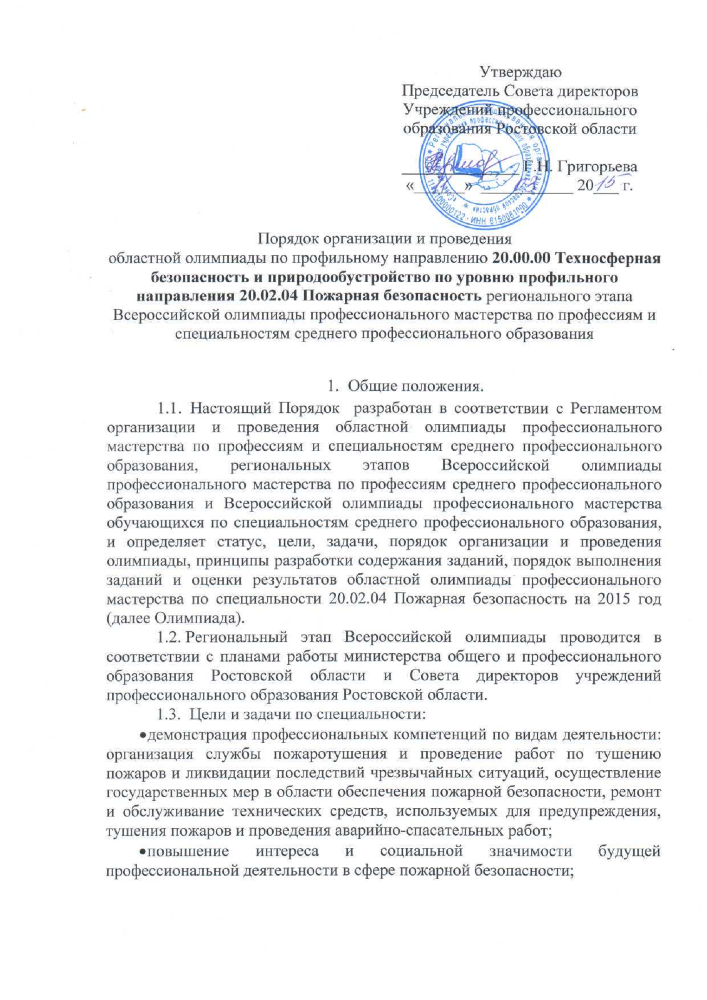 Утверждаю
Председатель Совета директоров
Учреждений профессионального
образования Ростовской области
Г.Н. Григорьева
«_______» ____________ 2015 г.
Региональная общественная организация
ИНН 6150081090
Порядок организации и проведения
областной олимпиады по профильному направлению 20.00.00 Техносферная
безопасность и природообустройство по уровню профильного
направления 20.02.04 Пожарная безопасность регионального этапа
Всероссийской олимпиады профессионального мастерства по профессиям и
специальностям среднего профессионального образования
1. Общие положения.
1.1. Настоящий Порядок разработан в соответствии с Регламентом
организации и проведения областной олимпиады профессионального
мастерства по профессиям и специальностям среднего профессионального
образования, региональных этапов Всероссийской олимпиады
профессионального мастерства по профессиям среднего профессионального
образования и Всероссийской олимпиады профессионального мастерства
обучающихся по специальностям среднего профессионального образования,
и определяет статус, цели, задачи, порядок организации и проведения
олимпиады, принципы разработки содержания заданий, порядок выполнения
заданий и оценки результатов областной олимпиады профессионального
мастерства по специальности 20.02.04 Пожарная безопасность на 2015 год
(далее Олимпиада).
1.2. Региональный этап Всероссийской олимпиады проводится в
соответствии с планами работы министерства общего и профессионального
образования Ростовской области и Совета директоров учреждений
профессионального образования Ростовской области.
1.3. Цели и задачи по специальности:
•демонстрация профессиональных компетенций по видам деятельности:
организация службы пожаротушения и проведение работ по тушению
пожаров и ликвидации последствий чрезвычайных ситуаций, осуществление
государственных мер в области обеспечения пожарной безопасности, ремонт
и обслуживание технических средств, используемых для предупреждения,
тушения пожаров и проведения аварийно-спасательных работ;
•повышение интереса и социальной значимости будущей
профессиональной деятельности в сфере пожарной безопасности;